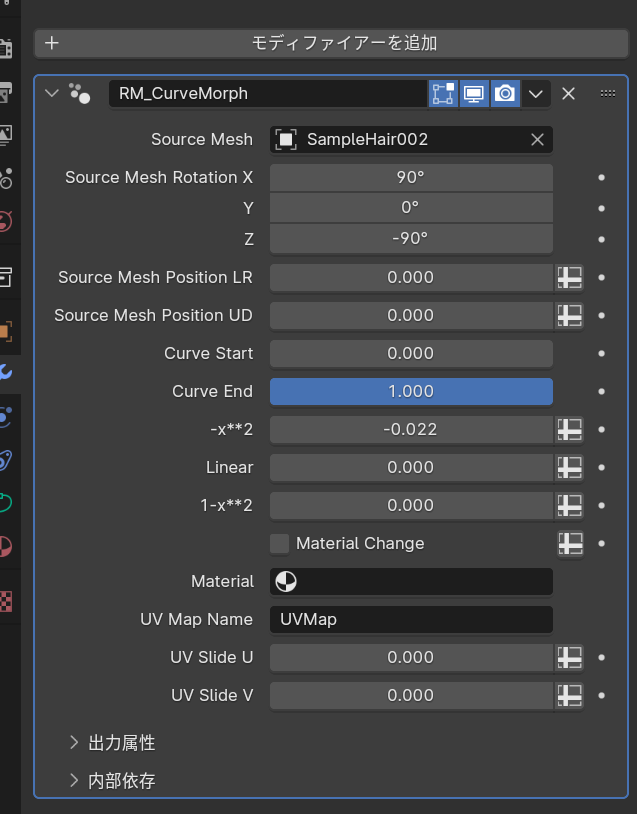 モディファイアーを追加
RM_CurveMorph
Source Mesh SampleHair002
Source Mesh Rotation X 90°
Y 0°
Z -90°
Source Mesh Position LR 0.000
Source Mesh Position UD 0.000
Curve Start 0.000
Curve End 1.000
-x**2 -0.022
Linear 0.000
1-x**2 0.000
Material Change
Material
UV Map Name UVMap
UV Slide U 0.000
UV Slide V 0.000
出力属性
内部依存